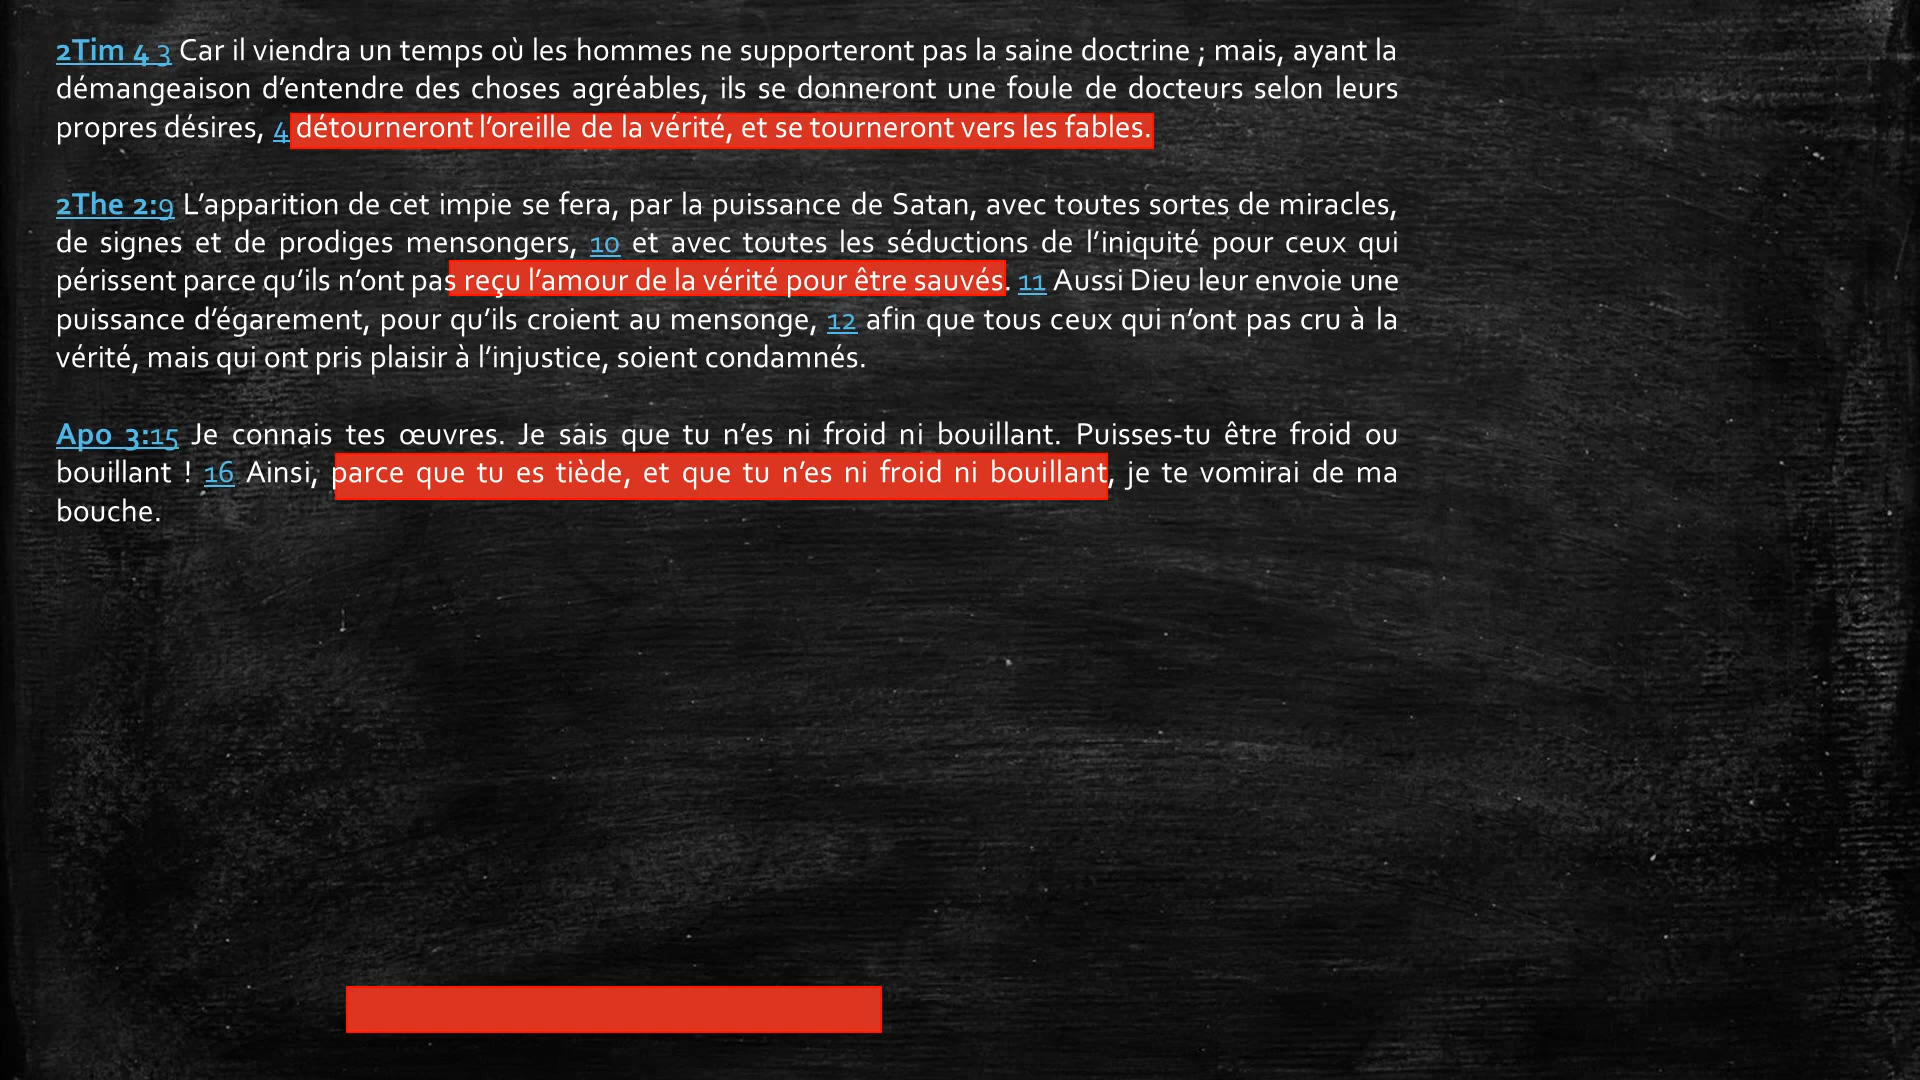 2Tim 4 3 Car il viendra un temps où les hommes ne supporteront pas la saine doctrine ; mais, ayant la
démangeaison d’entendre des choses agréables, ils se donneront une foule de docteurs selon leurs
propres désires, 4 détourneront l’oreille de la vérité, et se tourneront vers les fables.
2The 2:9 L’apparition de cet impie se fera, par la puissance de Satan, avec toutes sortes de miracles,
de signes et de prodiges mensongers, 10 et avec toutes les séductions de l’iniquité pour ceux qui
périssent parce qu’ils n’ont pas reçu l’amour de la vérité pour être sauvés. 11 Aussi Dieu leur envoie une
puissance d’égarement, pour qu’ils croient au mensonge, 12 afin que tous ceux qui n’ont pas cru à la
vérité, mais qui ont pris plaisir à l’injustice, soient condamnés.
Apo 3:15 Je connais tes œuvres. Je sais que tu n’es ni froid ni bouillant. Puisses-tu être froid ou
bouillant ! 16 Ainsi, parce que tu es tiède, et que tu n’es ni froid ni bouillant, je te vomirai de ma
bouche.